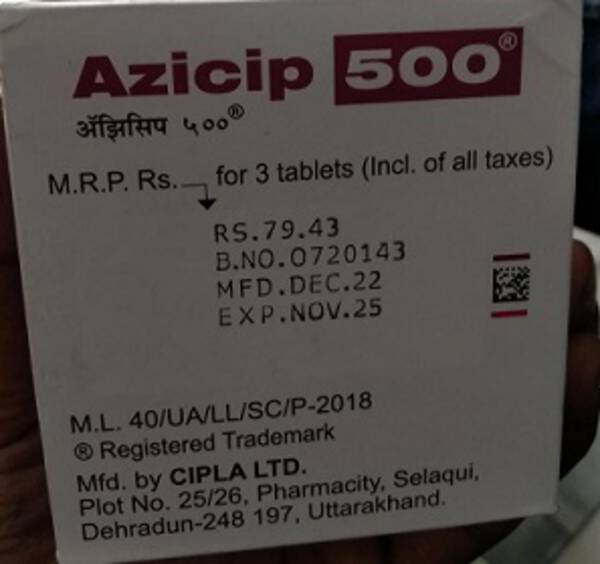 Azicip 500®
ॲझिसिप ५००®
M.R.P. Rs. for 3 tablets (Incl. of all taxes)
RS.79.43
B.NO.O720143
MFD.DEC.22
EXP.NOV.25
M.L. 40/UA/LL/SC/P-2018
® Registered Trademark
Mfd. by CIPLA LTD.
Plot No. 25/26, Pharmacity, Selaqui,
Dehradun-248 197, Uttarakhand.